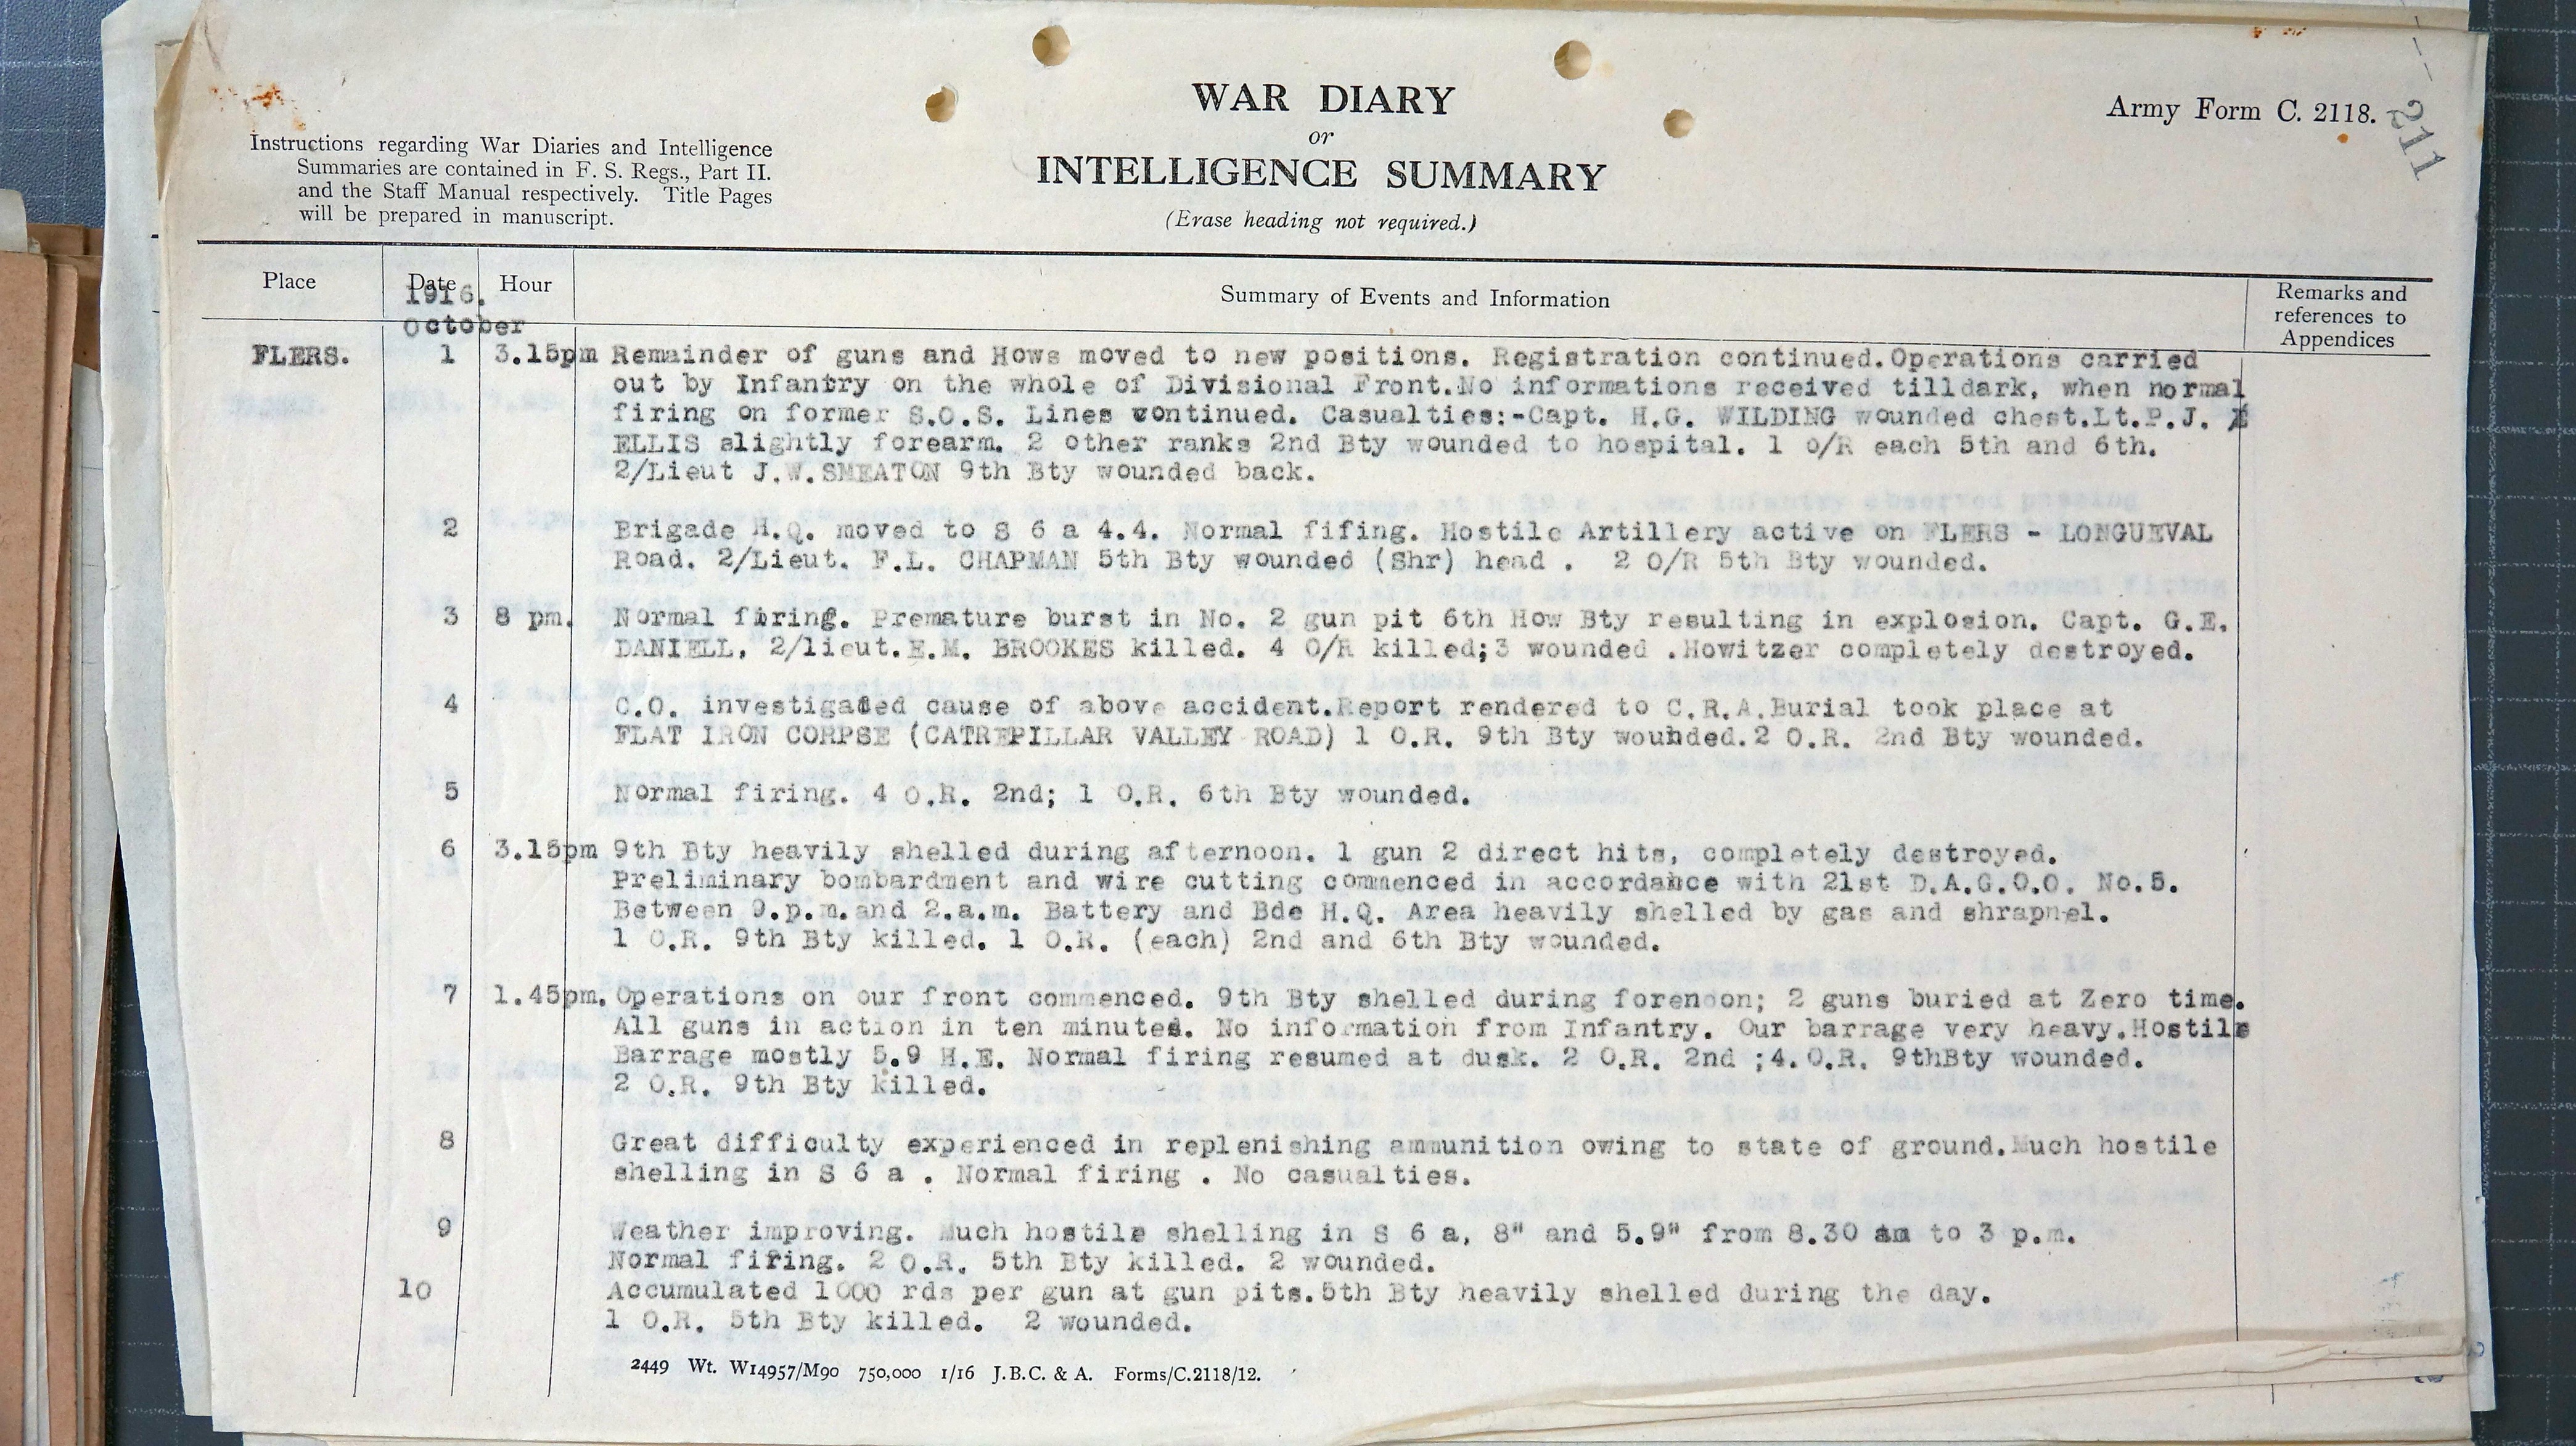 WAR DIARY
or
INTELLIGENCE SUMMARY
(Erase heading not required.)
Army Form C. 2118.
211
Instructions regarding War Diaries and Intelligence
Summaries are contained in F. S. Regs., Part II.
and the Staff Manual respectively. Title Pages
will be prepared in manuscript.
Place Date Hour Summary of Events and Information Remarks and references to Appendices
1916.
October
FLERS. 1 3.15pm Remainder of guns and Hows moved to new positions. Registration continued.Operations carried
out by Infantry on the whole of Divisional Front.No informations received tilldark, when normal
firing on former S.O.S. Lines continued. Casualties:-Capt. H.G. WILDING wounded chest.Lt.P.J.
ELLIS slightly forearm. 2 other ranks 2nd Bty wounded to hospital. 1 O/R each 5th and 6th.
2/Lieut J.W.SMEATON 9th Bty wounded back.
2 Brigade H.Q. moved to S 6 a 4.4. Normal fifing. Hostile Artillery active on FLERS - LONGUEVAL
Road. 2/Lieut. F.L. CHAPMAN 5th Bty wounded (Shr) head . 2 O/R 5th Bty wounded.
3 8 pm. Normal firing. Premature burst in No. 2 gun pit 6th How Bty resulting in explosion. Capt. G.E.
DANIELL, 2/lieut.E.M. BROOKES killed. 4 O/R killed;3 wounded .Howitzer completely destroyed.
4 C.O. investigated cause of above accident.Report rendered to C.R.A.Burial took place at
FLAT IRON CORPSE (CATREPILLAR VALLEY ROAD) 1 O.R. 9th Bty wounded.2 O.R. 2nd Bty wounded.
5 Normal firing. 4 O.R. 2nd; 1 O.R. 6th Bty wounded.
6 3.15pm 9th Bty heavily shelled during afternoon. 1 gun 2 direct hits, completely destroyed.
Preliminary bombardment and wire cutting commenced in accordance with 21st D.A.G.O.O. No.5.
Between 9.p.m.and 2.a.m. Battery and Bde H.Q. Area heavily shelled by gas and shrapnel.
1 O.R. 9th Bty killed. 1 O.R. (each) 2nd and 6th Bty wounded.
7 1.45pm. Operations on our front commenced. 9th Bty shelled during forenoon; 2 guns buried at Zero time.
All guns in action in ten minutes. No information from Infantry. Our barrage very heavy.Hostile
Barrage mostly 5.9 H.E. Normal firing resumed at dusk. 2 O.R. 2nd ;4.O.R. 9thBty wounded.
2 O.R. 9th Bty killed.
8 Great difficulty experienced in replenishing ammunition owing to state of ground.Much hostile
shelling in S 6 a . Normal firing . No casualties.
9 Weather improving. Much hostile shelling in S 6 a, 8" and 5.9" from 8.30 am to 3 p.m.
Normal firing. 2 O.R. 5th Bty killed. 2 wounded.
10 Accumulated 1000 rds per gun at gun pits.5th Bty heavily shelled during the day.
1 O.R. 5th Bty killed. 2 wounded.
2449 Wt. W14957/M90 750,000 1/16 J.B.C. & A. Forms/C.2118/12.